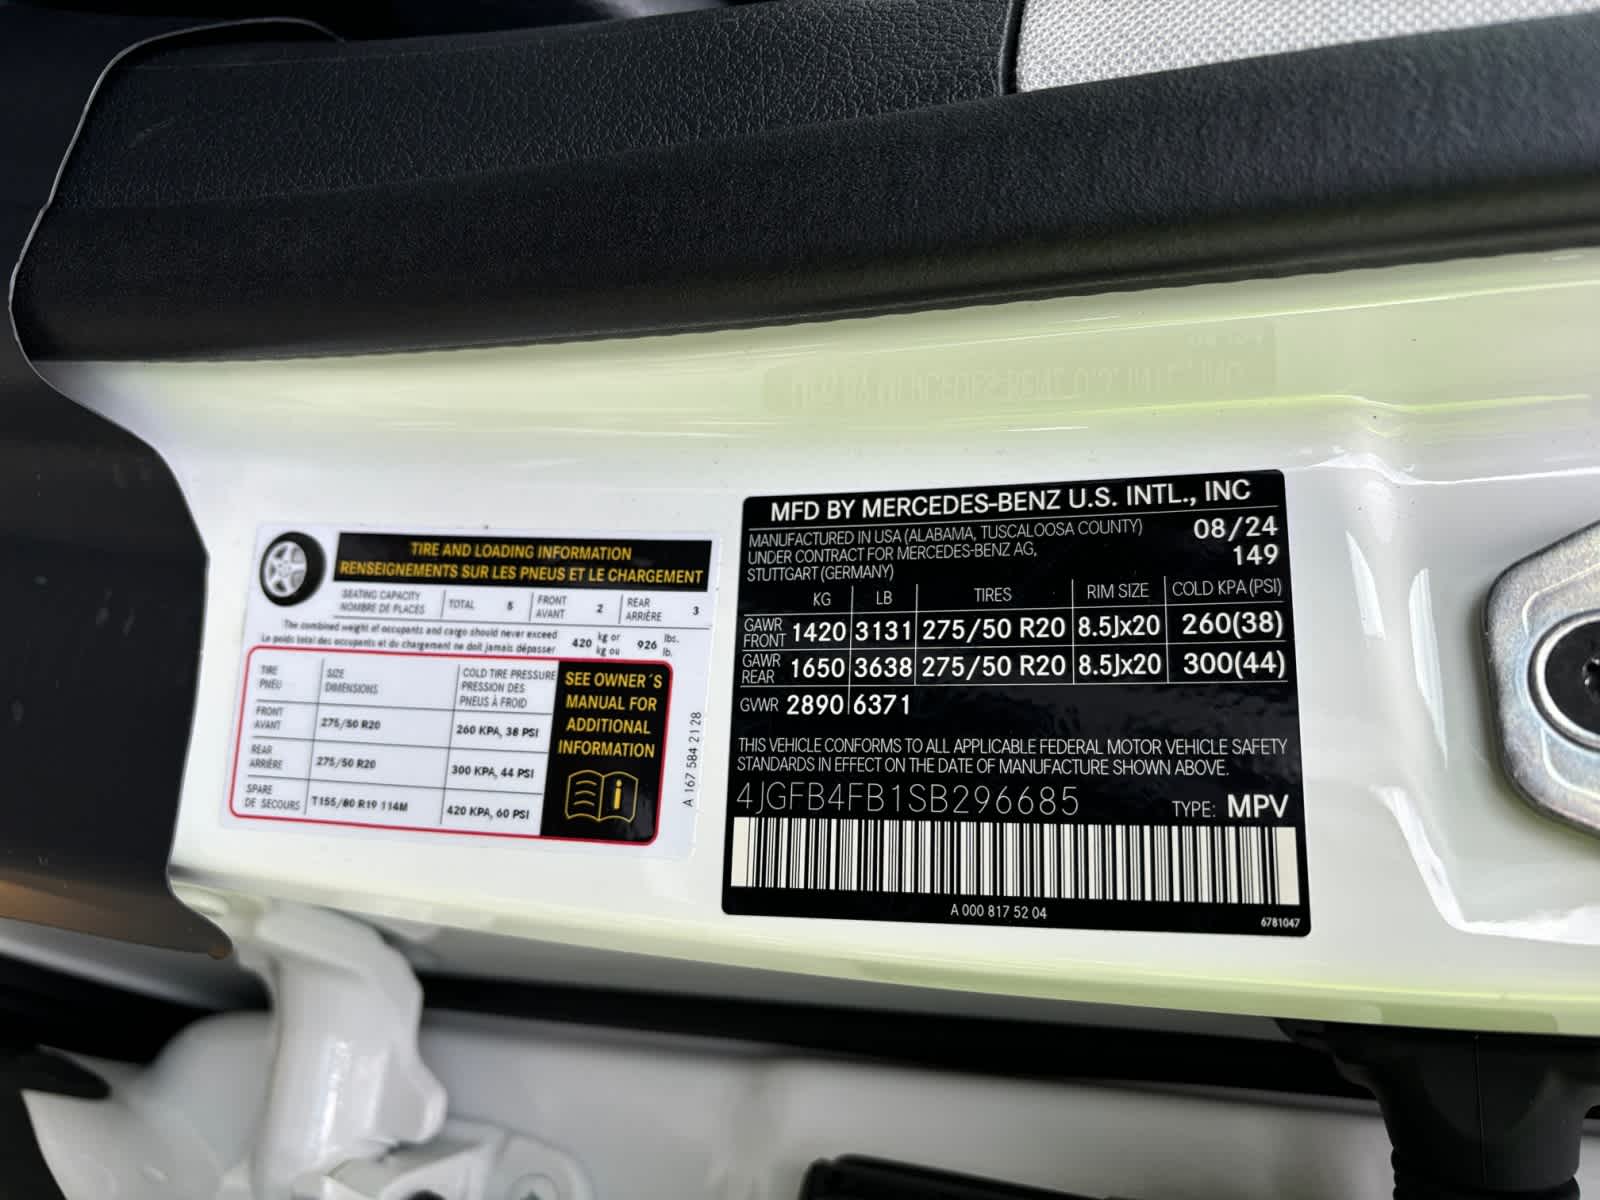 TIRE AND LOADING INFORMATION
RENSEIGNEMENTS SUR LES PNEUS ET LE CHARGEMENT
SEATING CAPACITY
NOMBRE DE PLACES
TOTAL 5
FRONT
AVANT
2
REAR
ARRIÈRE
3
The combined weight of occupants and cargo should never exceed
Le poids total des occupants et du chargement ne doit jamais dépasser
420 kg or
kg ou
926 lbs.
lb.
TIRE
PNEU
SIZE
DIMENSIONS
COLD TIRE PRESSURE
PRESSION DES
PNEUS À FROID
FRONT
AVANT
275/50 R20
260 KPA, 38 PSI
REAR
ARRIÈRE
275/50 R20
300 KPA, 44 PSI
SPARE
DE SECOURS
T155/80 R19 114M
420 KPA, 60 PSI
SEE OWNER´S
MANUAL FOR
ADDITIONAL
INFORMATION
A 167 584 21 28
MFD BY MERCEDES-BENZ U.S. INTL., INC
MANUFACTURED IN USA (ALABAMA, TUSCALOOSA COUNTY)
UNDER CONTRACT FOR MERCEDES-BENZ AG,
STUTTGART (GERMANY)
08/24
149
KG LB TIRES RIM SIZE COLD KPA (PSI)
GAWR
FRONT
1420 3131 275/50 R20 8.5Jx20 260(38)
GAWR
REAR
1650 3638 275/50 R20 8.5Jx20 300(44)
GVWR 2890 6371
THIS VEHICLE CONFORMS TO ALL APPLICABLE FEDERAL MOTOR VEHICLE SAFETY
STANDARDS IN EFFECT ON THE DATE OF MANUFACTURE SHOWN ABOVE.
4JGFB4FB1SB296685 TYPE: MPV
A 000 817 52 04
6781047